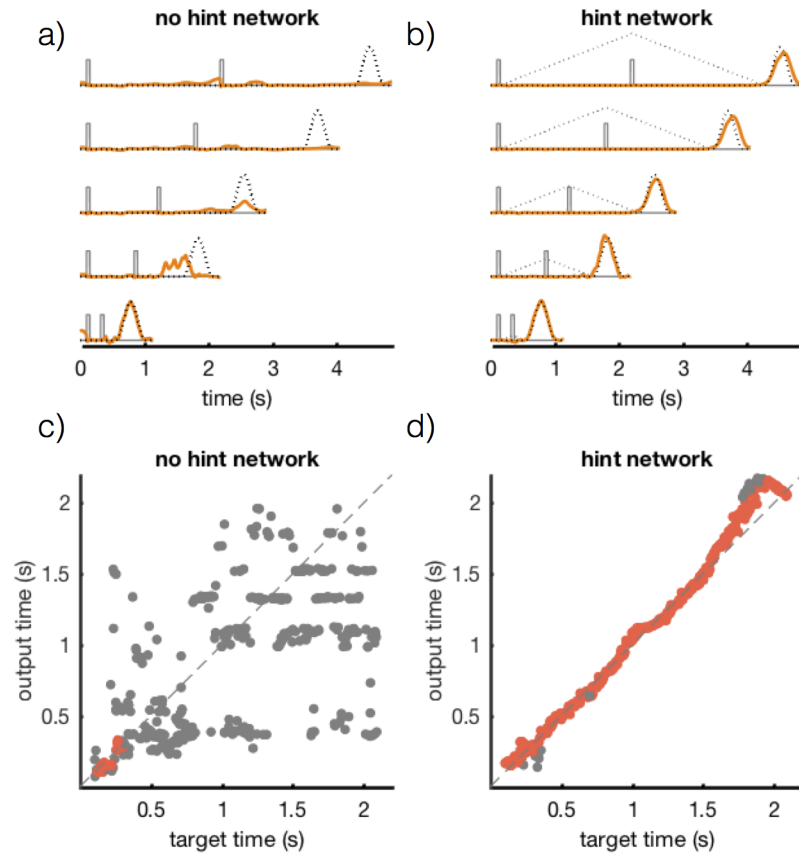 a)
no hint network
0 1 2 3 4
time (s)
b)
hint network
0 1 2 3 4
time (s)
c)
no hint network
output time (s)
2
1.5
1
0.5
0.5 1 1.5 2
target time (s)
d)
hint network
output time (s)
2
1.5
1
0.5
0.5 1 1.5 2
target time (s)